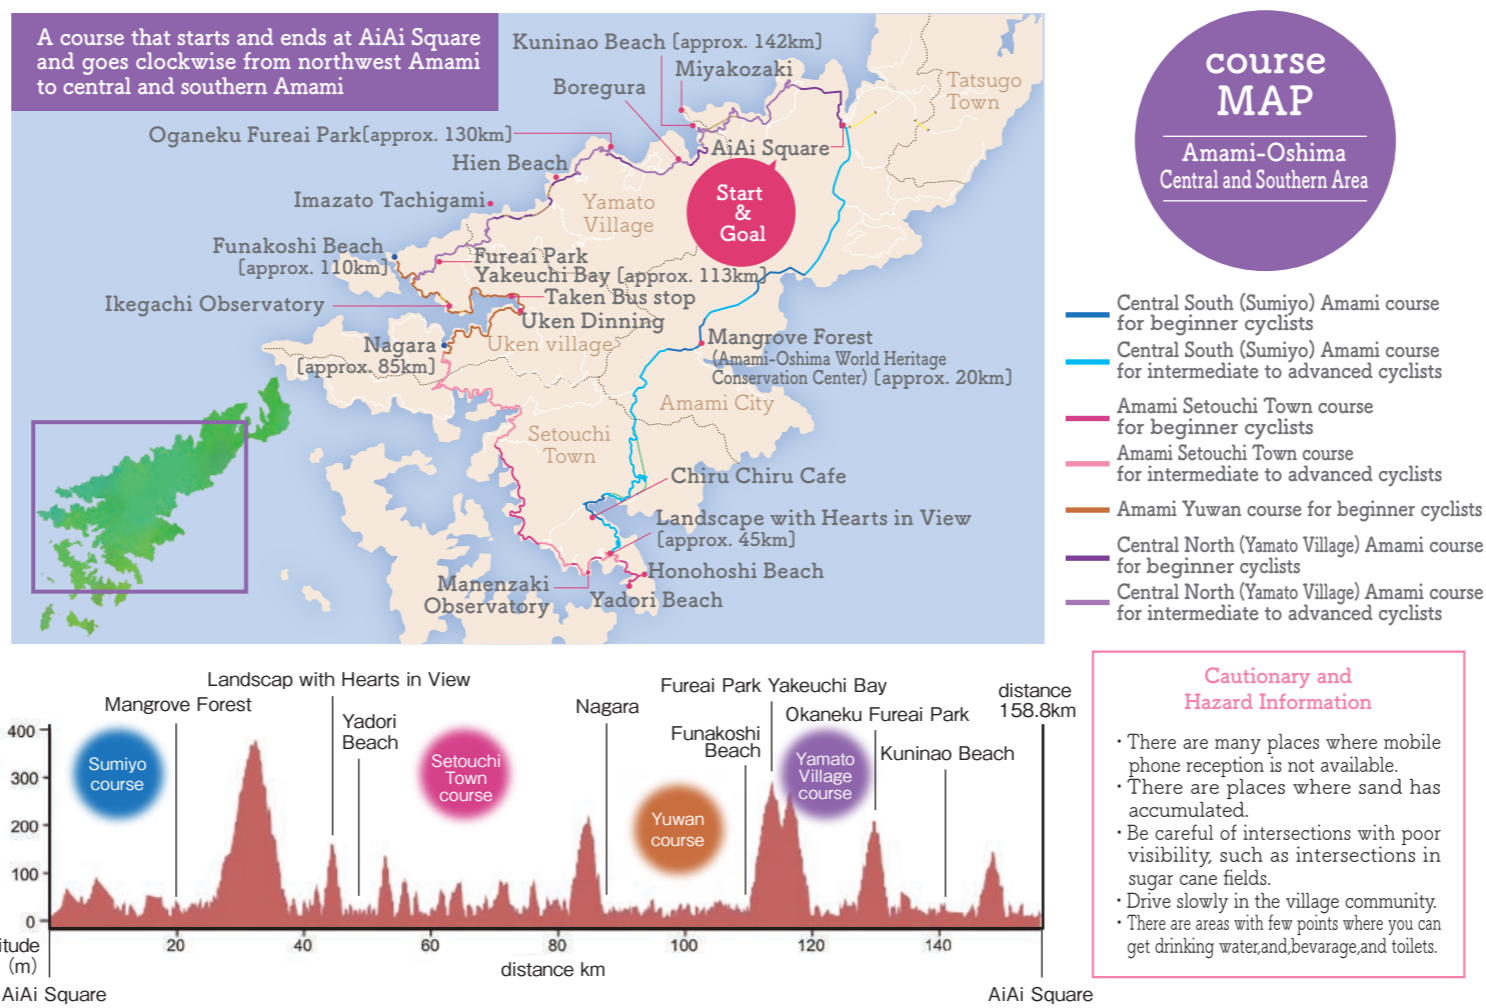 A course that starts and ends at AiAi Square
and goes clockwise from northwest Amami
to central and southern Amami
Kuninao Beach [approx. 142km]
Miyakozaki
Boregura
Tatsugo
Town
Oganeku Fureai Park[approx. 130km]
AiAi Square
Hien Beach
Start
&
Goal
Imazato Tachigami
Yamato
Village
Funakoshi Beach
[approx. 110km]
Fureai Park
Yakeuchi Bay [approx. 113km]
Ikegachi Observatory
Taken Bus stop
Uken Dinning
Uken village
Nagara
[approx. 85km]
Mangrove Forest
(Amami-Oshima World Heritage
Conservation Center) [approx. 20km]
Amami City
Setouchi
Town
Chiru Chiru Cafe
Landscape with Hearts in View
[approx. 45km]
Honohoshi Beach
Manenzaki
Observatory
Yadori Beach
course
MAP
Amami-Oshima
Central and Southern Area
Central South (Sumiyo) Amami course
for beginner cyclists
Central South (Sumiyo) Amami course
for intermediate to advanced cyclists
Amami Setouchi Town course
for beginner cyclists
Amami Setouchi Town course
for intermediate to advanced cyclists
Amami Yuwan course for beginner cyclists
Central North (Yamato Village) Amami course
for beginner cyclists
Central North (Yamato Village) Amami course
for intermediate to advanced cyclists
Landscap with Hearts in View
Mangrove Forest
Yadori
Beach
Nagara
Fureai Park Yakeuchi Bay
Funakoshi
Beach
Okaneku Fureai Park
Kuninao Beach
distance
158.8km
Sumiyo
course
Setouchi
Town
course
Yuwan
course
Yamato
Village
course
400
300
200
100
0
itude
(m)
20
40
60
80
100
120
140
distance km
AiAi Square
AiAi Square
Cautionary and
Hazard Information
・There are many places where mobile
phone reception is not available.
・There are places where sand has
accumulated.
・Be careful of intersections with poor
visibility, such as intersections in
sugar cane fields.
・Drive slowly in the village community.
・There are areas with few points where you can
get drinking water,and,bevarage,and toilets.